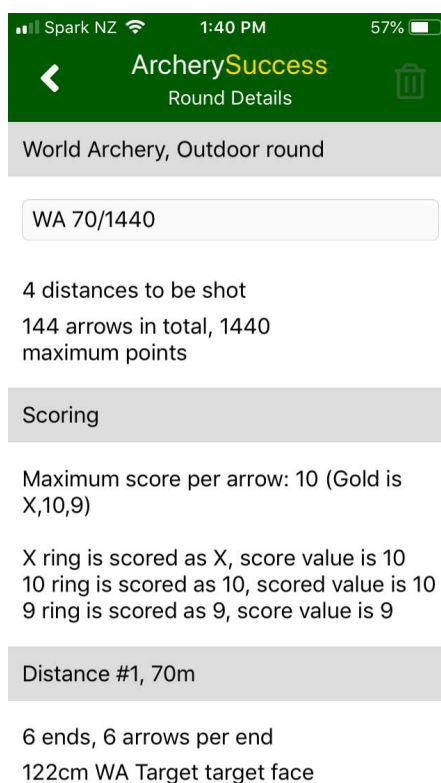 Spark NZ 1:40 PM 57%
ArcherySuccess
Round Details
World Archery, Outdoor round
WA 70/1440
4 distances to be shot
144 arrows in total, 1440
maximum points
Scoring
Maximum score per arrow: 10 (Gold is
X,10,9)
X ring is scored as X, score value is 10
10 ring is scored as 10, scored value is 10
9 ring is scored as 9, score value is 9
Distance #1, 70m
6 ends, 6 arrows per end
122cm WA Target target face